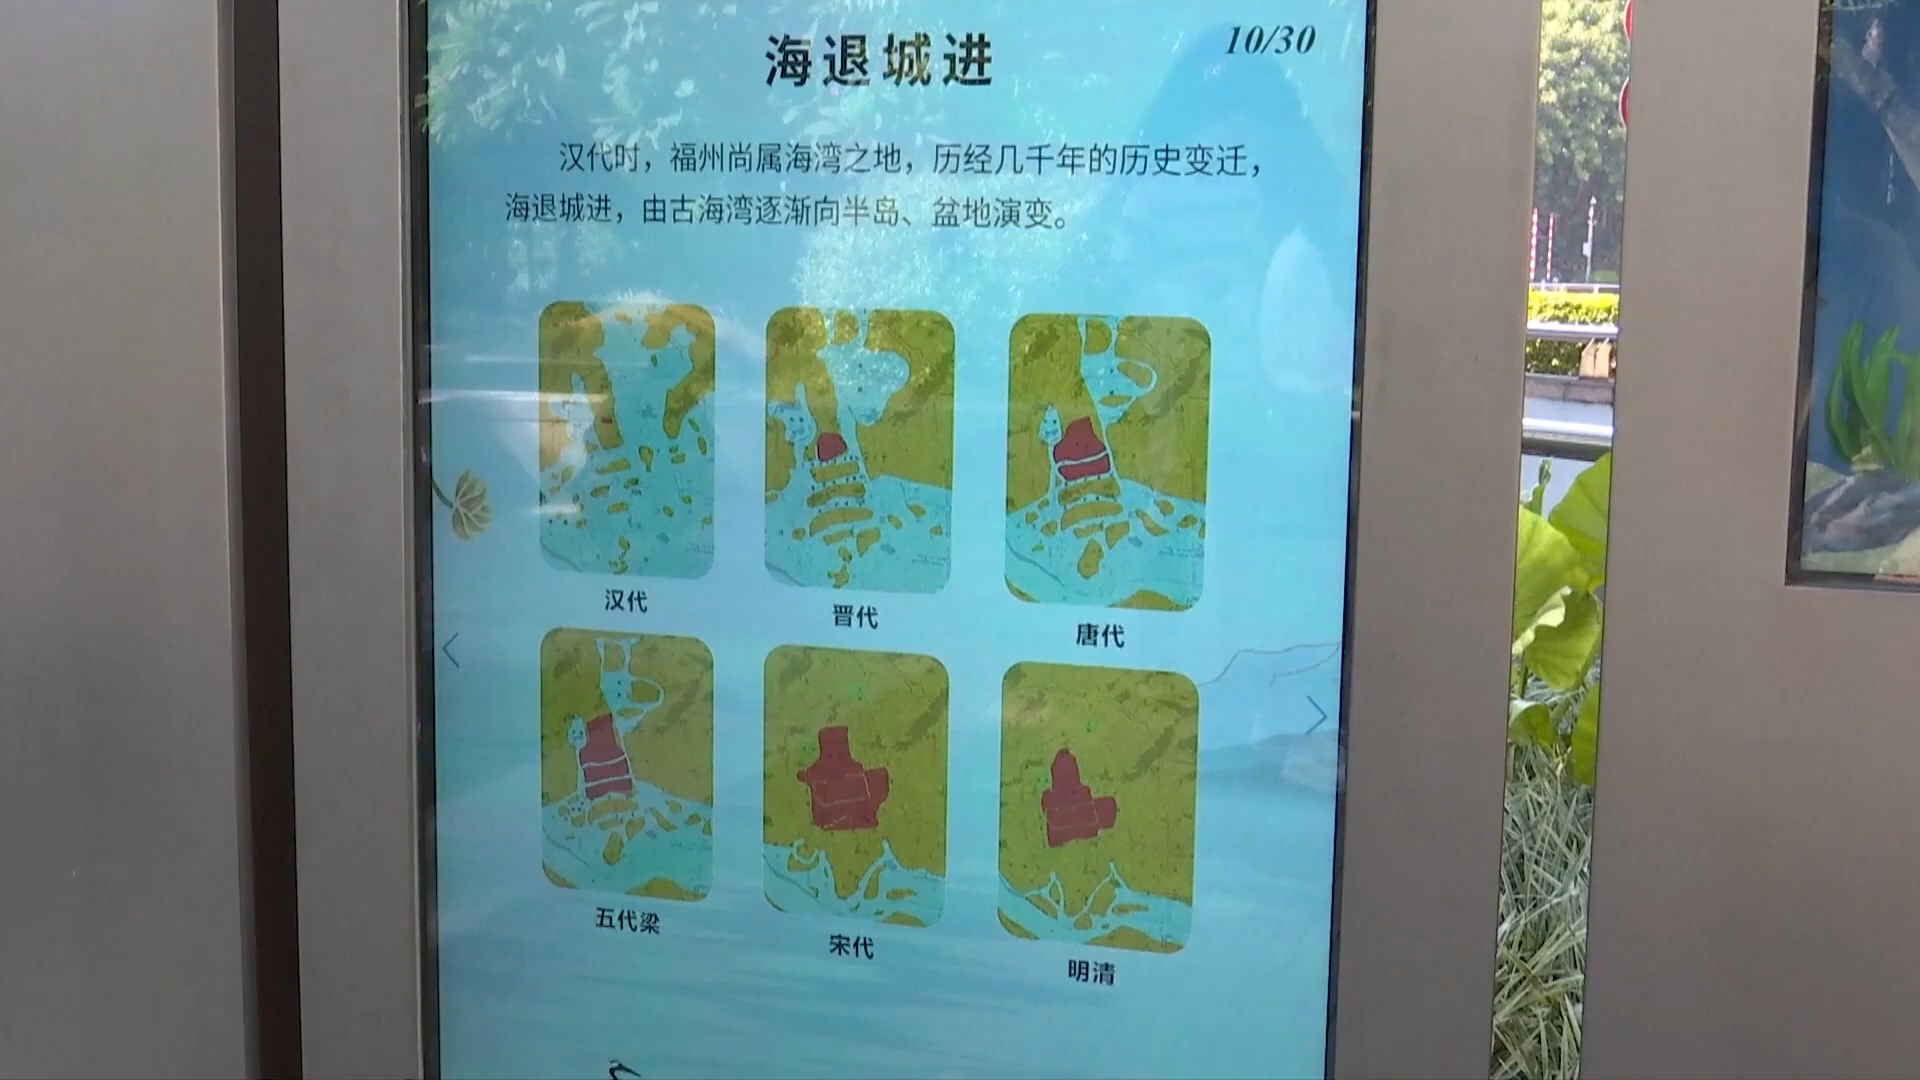 海退城进
10/30
汉代时，福州尚属海湾之地，历经几千年的历史变迁，
海退城进，由古海湾逐渐向半岛、盆地演变。
汉代
晋代
唐代
五代梁
宋代
明清